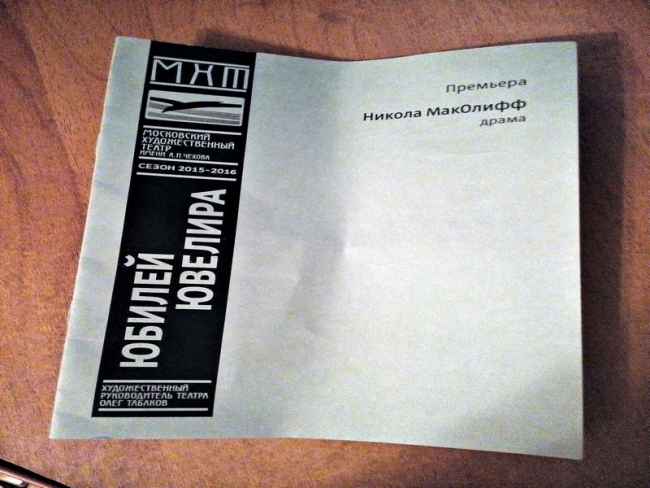 МХТ
МОСКОВСКИЙ
ХУДОЖЕСТВЕННЫЙ
ТЕАТР
ИМЕНИ А.П.ЧЕХОВА
СЕЗОН 2015-2016
ЮБИЛЕЙ
ЮВЕЛИРА
ХУДОЖЕСТВЕННЫЙ
РУКОВОДИТЕЛЬ ТЕАТРА
ОЛЕГ ТАБАКОВ
Премьера
Никола МакОлифф
драма